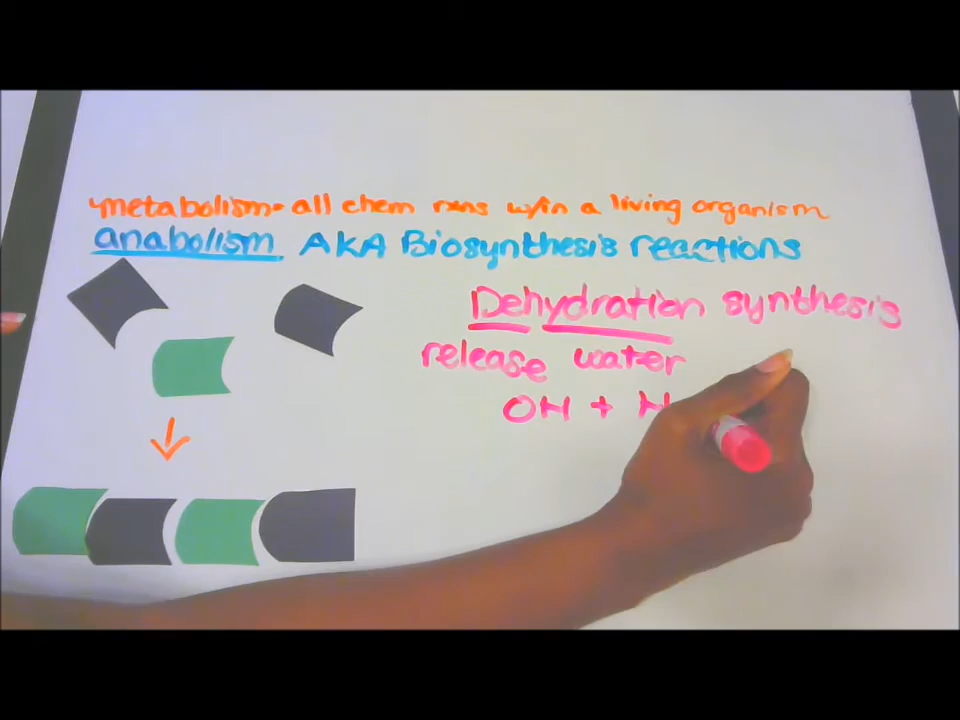 metabolism- all chem rxns w/in a living organism
anabolism AKA Biosynthesis reactions
Dehydration synthesis
release water
OH + H